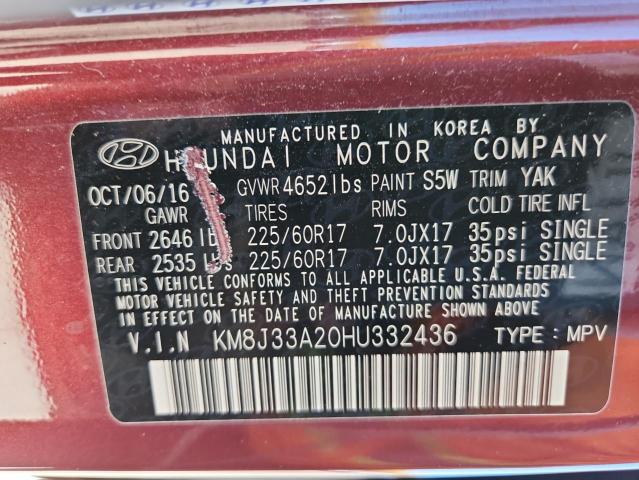 MANUFACTURED IN KOREA BY
HYUNDAI MOTOR COMPANY
OCT/06/16 GVWR 4652lbs PAINT S5W TRIM YAK
GAWR TIRES RIMS COLD TIRE INFL
FRONT 2646 lbs 225/60R17 7.0JX17 35psi SINGLE
REAR 2535 lbs 225/60R17 7.0JX17 35psi SINGLE
THIS VEHICLE CONFORMS TO ALL APPLICABLE U.S.A. FEDERAL
MOTOR VEHICLE SAFETY AND THEFT PREVENTION STANDARDS
IN EFFECT ON THE DATE OF MANUFACTURE SHOWN ABOVE
V.I.N KM8J33A20HU332436 TYPE: MPV